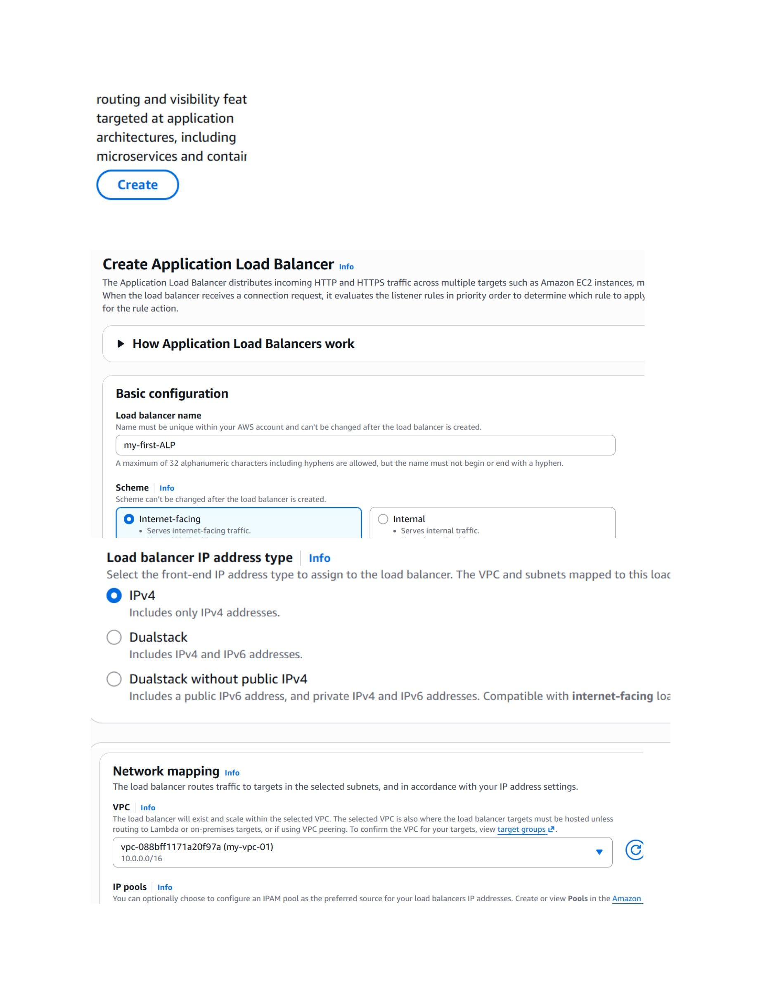 routing and visibility feat
targeted at application
architectures, including
microservices and contai
Create
Create Application Load Balancer Info
The Application Load Balancer distributes incoming HTTP and HTTPS traffic across multiple targets such as Amazon EC2 instances, m
When the load balancer receives a connection request, it evaluates the listener rules in priority order to determine which rule to apply
for the rule action.
How Application Load Balancers work
Basic configuration
Load balancer name
Name must be unique within your AWS account and can't be changed after the load balancer is created.
my-first-ALP
A maximum of 32 alphanumeric characters including hyphens are allowed, but the name must not begin or end with a hyphen.
Scheme Info
Scheme can't be changed after the load balancer is created.
Internet-facing
• Serves internet-facing traffic.
Internal
• Serves internal traffic.
Load balancer IP address type Info
Select the front-end IP address type to assign to the load balancer. The VPC and subnets mapped to this loa
IPv4
Includes only IPv4 addresses.
Dualstack
Includes IPv4 and IPv6 addresses.
Dualstack without public IPv4
Includes a public IPv6 address, and private IPv4 and IPv6 addresses. Compatible with internet-facing loa
Network mapping Info
The load balancer routes traffic to targets in the selected subnets, and in accordance with your IP address settings.
VPC Info
The load balancer will exist and scale within the selected VPC. The selected VPC is also where the load balancer targets must be hosted unless
routing to Lambda or on-premises targets, or if using VPC peering. To confirm the VPC for your targets, view target groups.
vpc-088bff1171a20f97a (my-vpc-01)
10.0.0.0/16
IP pools Info
You can optionally choose to configure an IPAM pool as the preferred source for your load balancers IP addresses. Create or view Pools in the Amazon